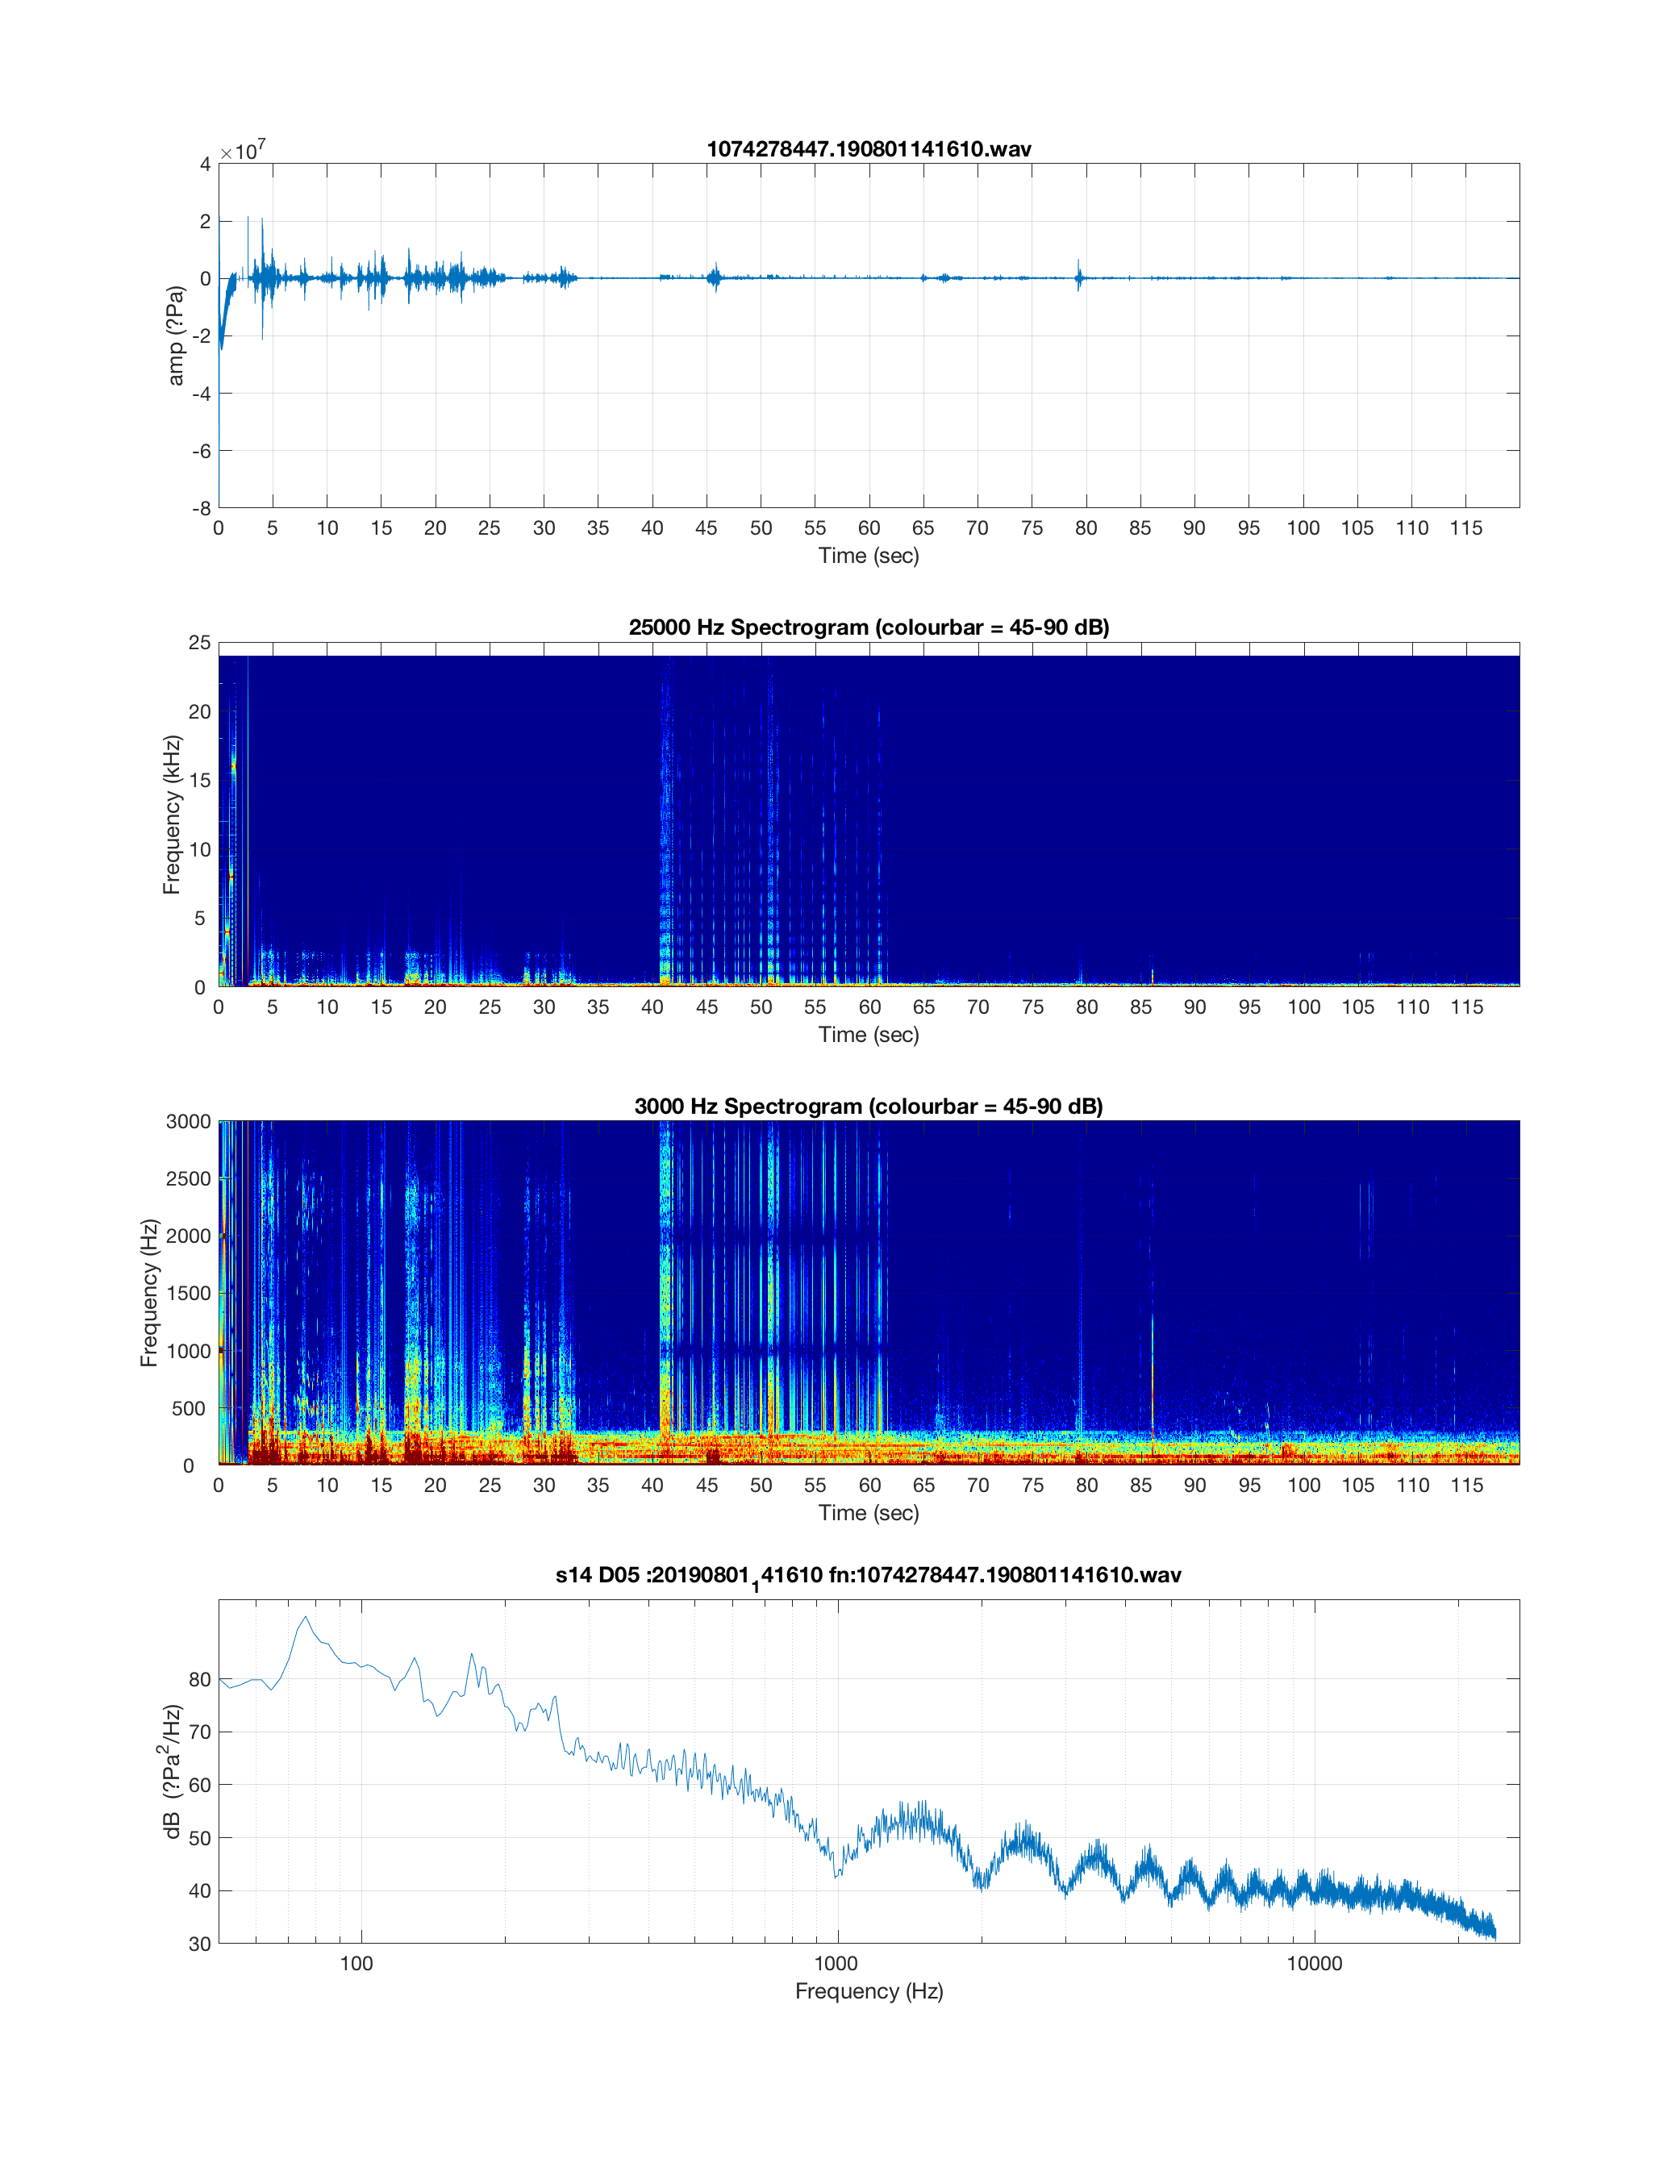 1074278447.190801141610.wav
×10^7
4
2
0
-2
-4
-6
-8
amp (?Pa)
0 5 10 15 20 25 30 35 40 45 50 55 60 65 70 75 80 85 90 95 100 105 110 115
Time (sec)
25000 Hz Spectrogram (colourbar = 45-90 dB)
25
20
15
10
5
0
Frequency (kHz)
0 5 10 15 20 25 30 35 40 45 50 55 60 65 70 75 80 85 90 95 100 105 110 115
Time (sec)
3000 Hz Spectrogram (colourbar = 45-90 dB)
3000
2500
2000
1500
1000
500
0
Frequency (Hz)
0 5 10 15 20 25 30 35 40 45 50 55 60 65 70 75 80 85 90 95 100 105 110 115
Time (sec)
s14 D05 :20190801_141610 fn:1074278447.190801141610.wav
80
70
60
50
40
30
dB (?Pa^2/Hz)
100 1000 10000
Frequency (Hz)